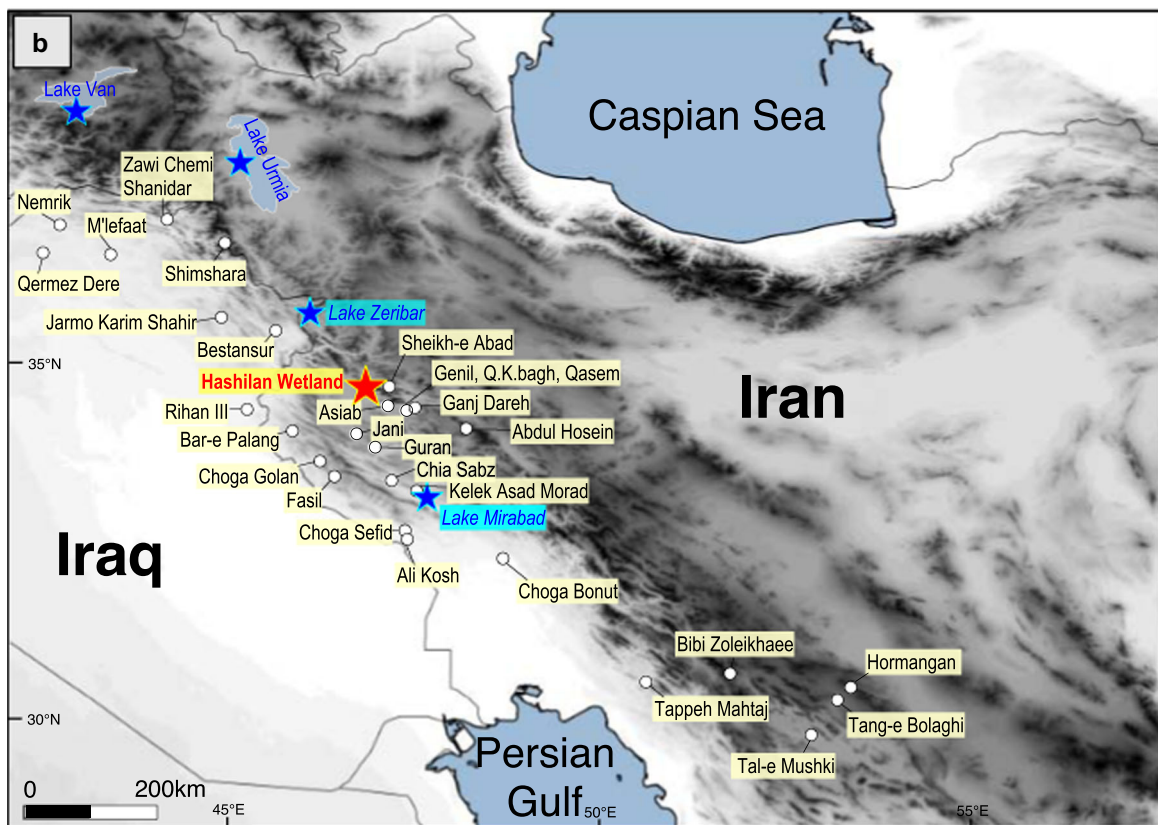 b
Lake Van
Caspian Sea
Lake Urmia
Zawi Chemi
Shanidar
Nemrik
M'lefaat
Shimshara
Qermez Dere
Lake Zeribar
Jarmo Karim Shahir
Bestansur
Sheikh-e Abad
35°N
Genil, Q.K.bagh, Qasem
Hashilan Wetland
Iran
Rihan III
Asiab
Ganj Dareh
Jani
Abdul Hosein
Bar-e Palang
Guran
Chia Sabz
Choga Golan
Kelek Asad Morad
Fasil
Lake Mirabad
Choga Sefid
Iraq
Ali Kosh
Choga Bonut
Bibi Zoleikhaee
Hormangan
Tappeh Mahtaj
30°N
Tang-e Bolaghi
Persian
Gulf
Tal-e Mushki
0 200km
45°E
50°E
55°E